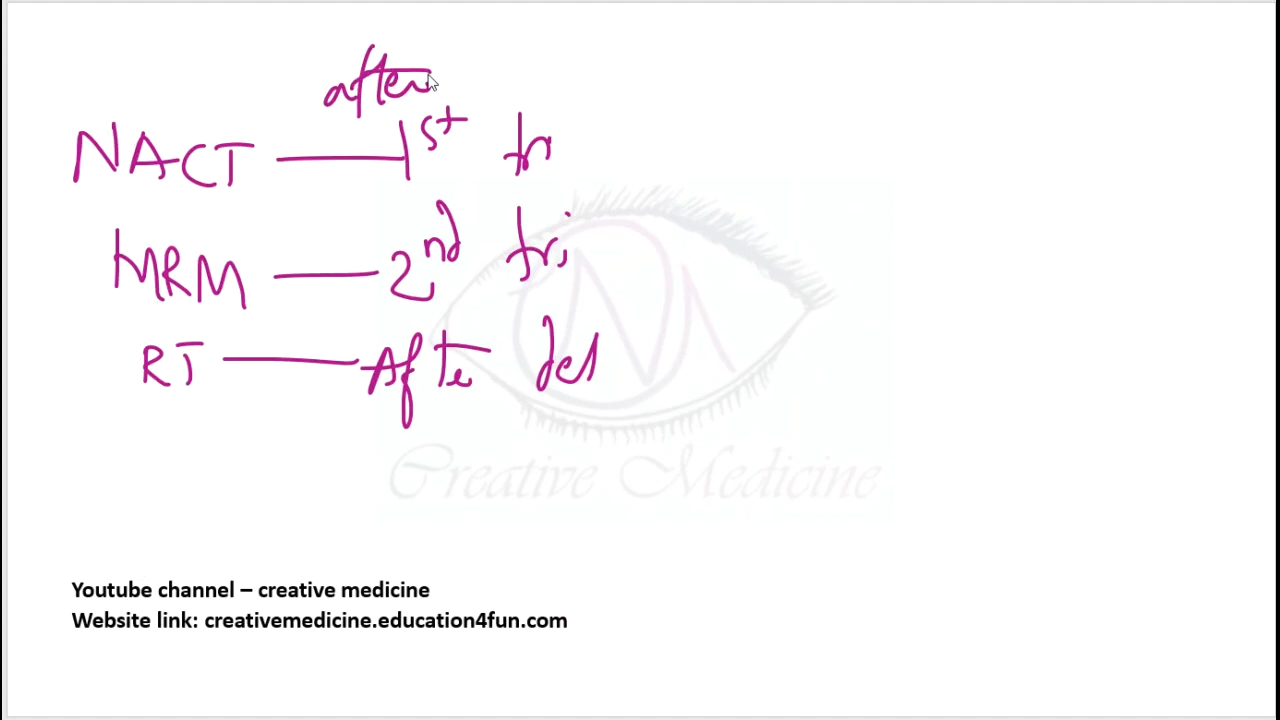 after
NACT — 1st tr
MRM — 2nd tri
RT — After del
Creative Medicine
Youtube channel – creative medicine
Website link: creativemedicine.education4fun.com